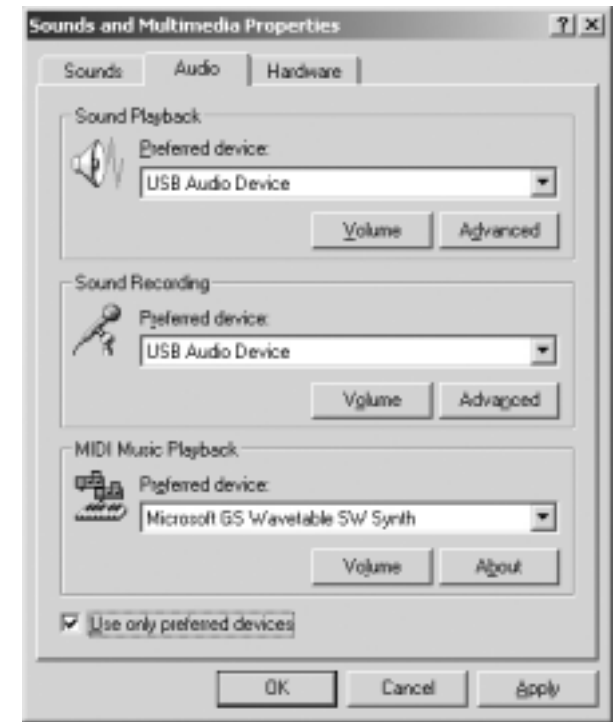 Sounds and Multimedia Properties
Sounds Audio Hardware
Sound Playback
Preferred device:
USB Audio Device
Volume Advanced
Sound Recording
Preferred device:
USB Audio Device
Volume Advanced
MIDI Music Playback
Preferred device:
Microsoft GS Wavetable SW Synth
Volume About
Use only preferred devices
OK Cancel Apply